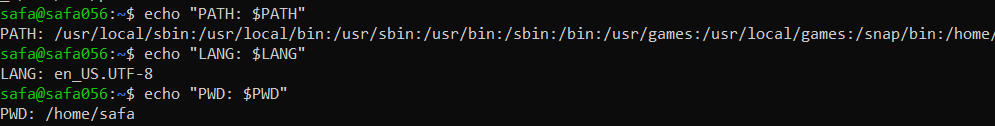 safa@safa056:~$ echo "PATH: $PATH"
PATH: /usr/local/sbin:/usr/local/bin:/usr/sbin:/usr/bin:/sbin:/bin:/usr/games:/usr/local/games:/snap/bin:/home/
safa@safa056:~$ echo "LANG: $LANG"
LANG: en_US.UTF-8
safa@safa056:~$ echo "PWD: $PWD"
PWD: /home/safa